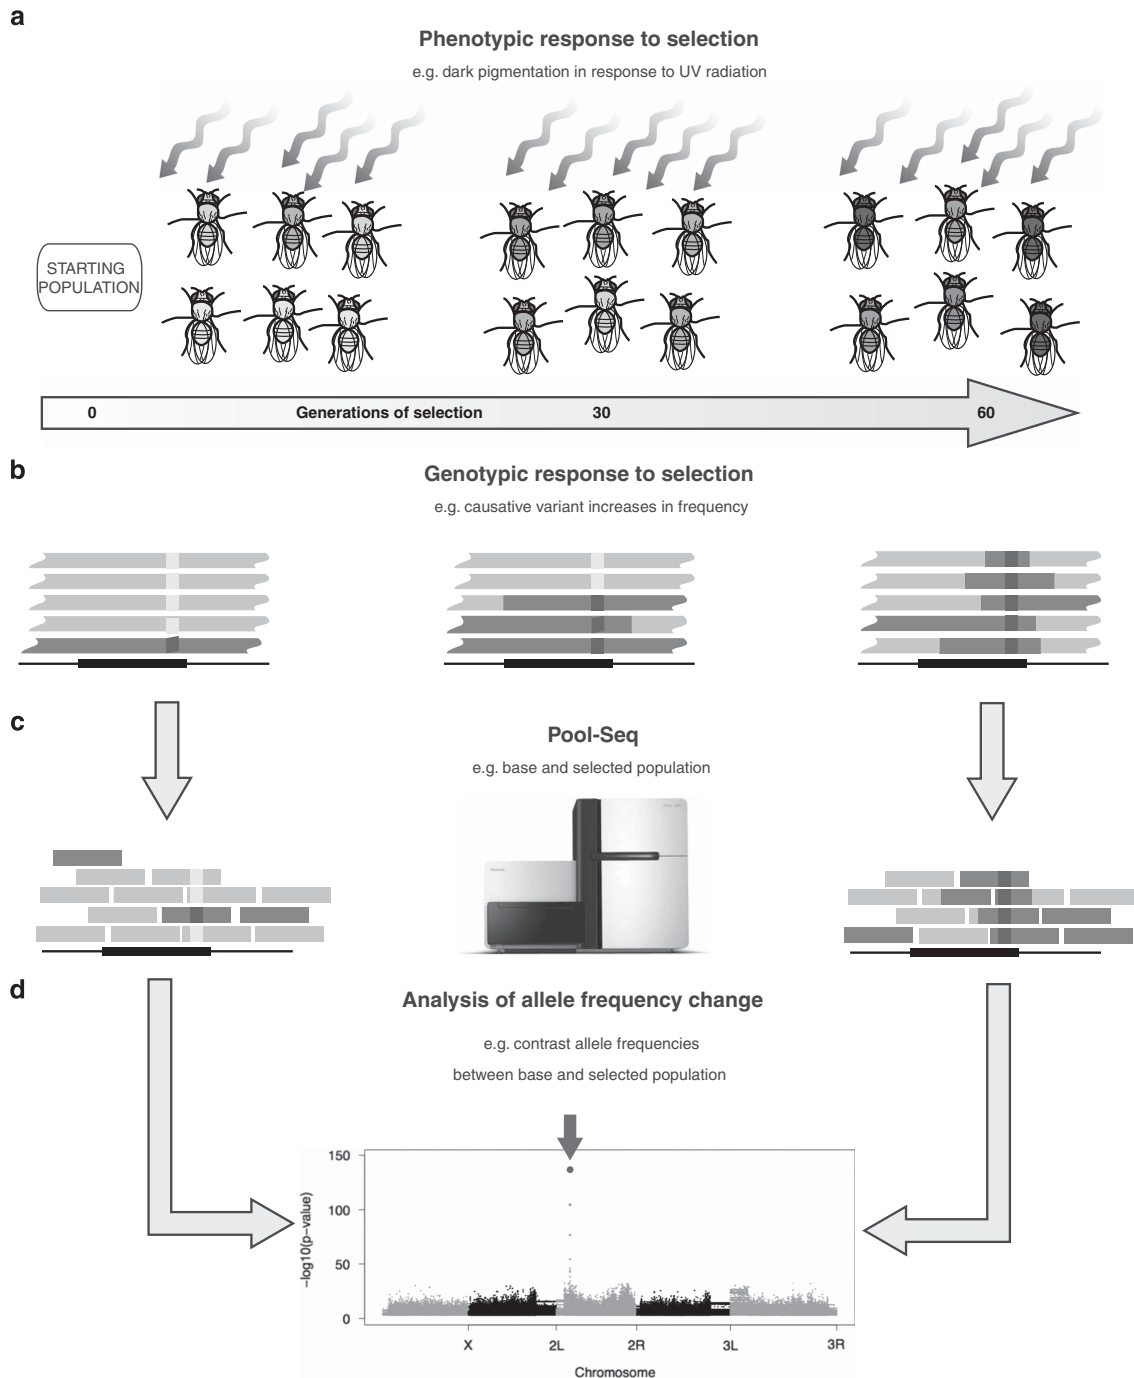 a
Phenotypic response to selection
e.g. dark pigmentation in response to UV radiation
STARTING
POPULATION
0
Generations of selection
30
60
b
Genotypic response to selection
e.g. causative variant increases in frequency
c
Pool-Seq
e.g. base and selected population
d
Analysis of allele frequency change
e.g. contrast allele frequencies
between base and selected population
150
100
50
0
−log10(p−value)
X
2L
2R
3L
3R
Chromosome